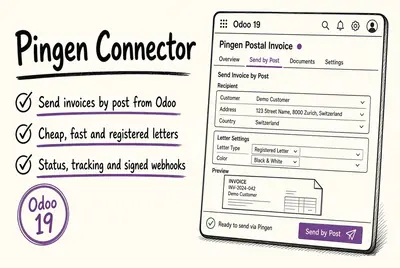 Pingen Connector
Send invoices by post from Odoo
Cheap, fast and registered letters
Status, tracking and signed webhooks
Odoo
19
Odoo 19
Pingen Postal Invoice
Overview Send by Post Documents Settings
Send Invoice by Post
Recipient
Customer Demo Customer
Address 123 Street Name, 8000 Zurich, Switzerland
Country Switzerland
Letter Settings
Letter Type Registered Letter
Color Black & White
Preview
INVOICE
INV-2024-042
Demo Customer
Ready to send via Pingen
Send by Post